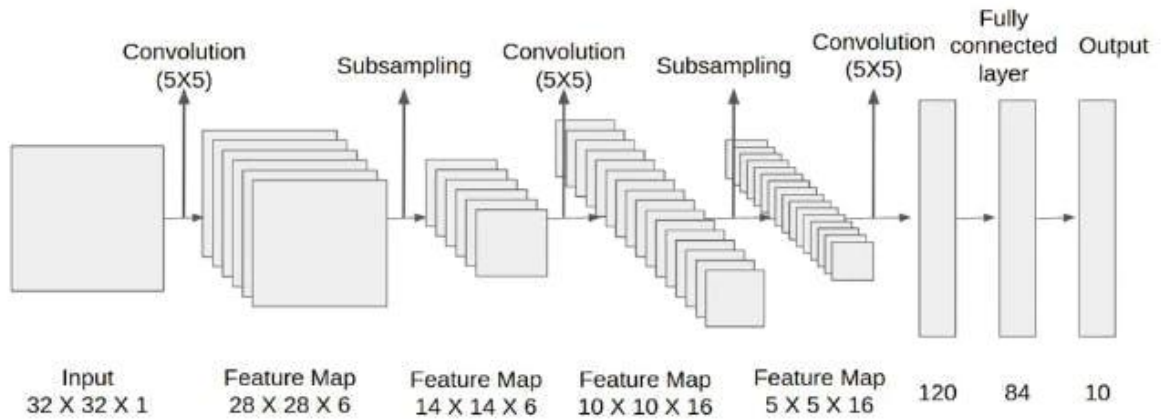 Convolution
(5X5)
Subsampling
Convolution
(5X5)
Subsampling
Convolution
(5X5)
Fully
connected
layer
Output
Input
32 X 32 X 1
Feature Map
28 X 28 X 6
Feature Map
14 X 14 X 6
Feature Map
10 X 10 X 16
Feature Map
5 X 5 X 16
120
84
10